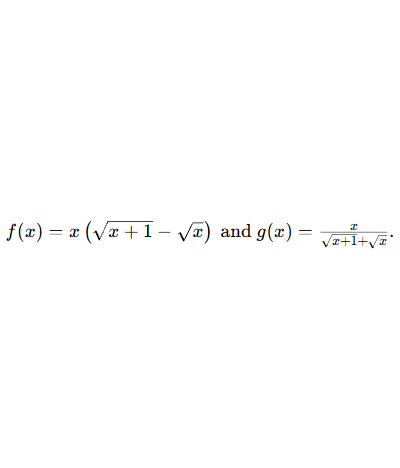 f(x) = x (√(x + 1) − √x) and g(x) = x/(√(x+1)+√x).